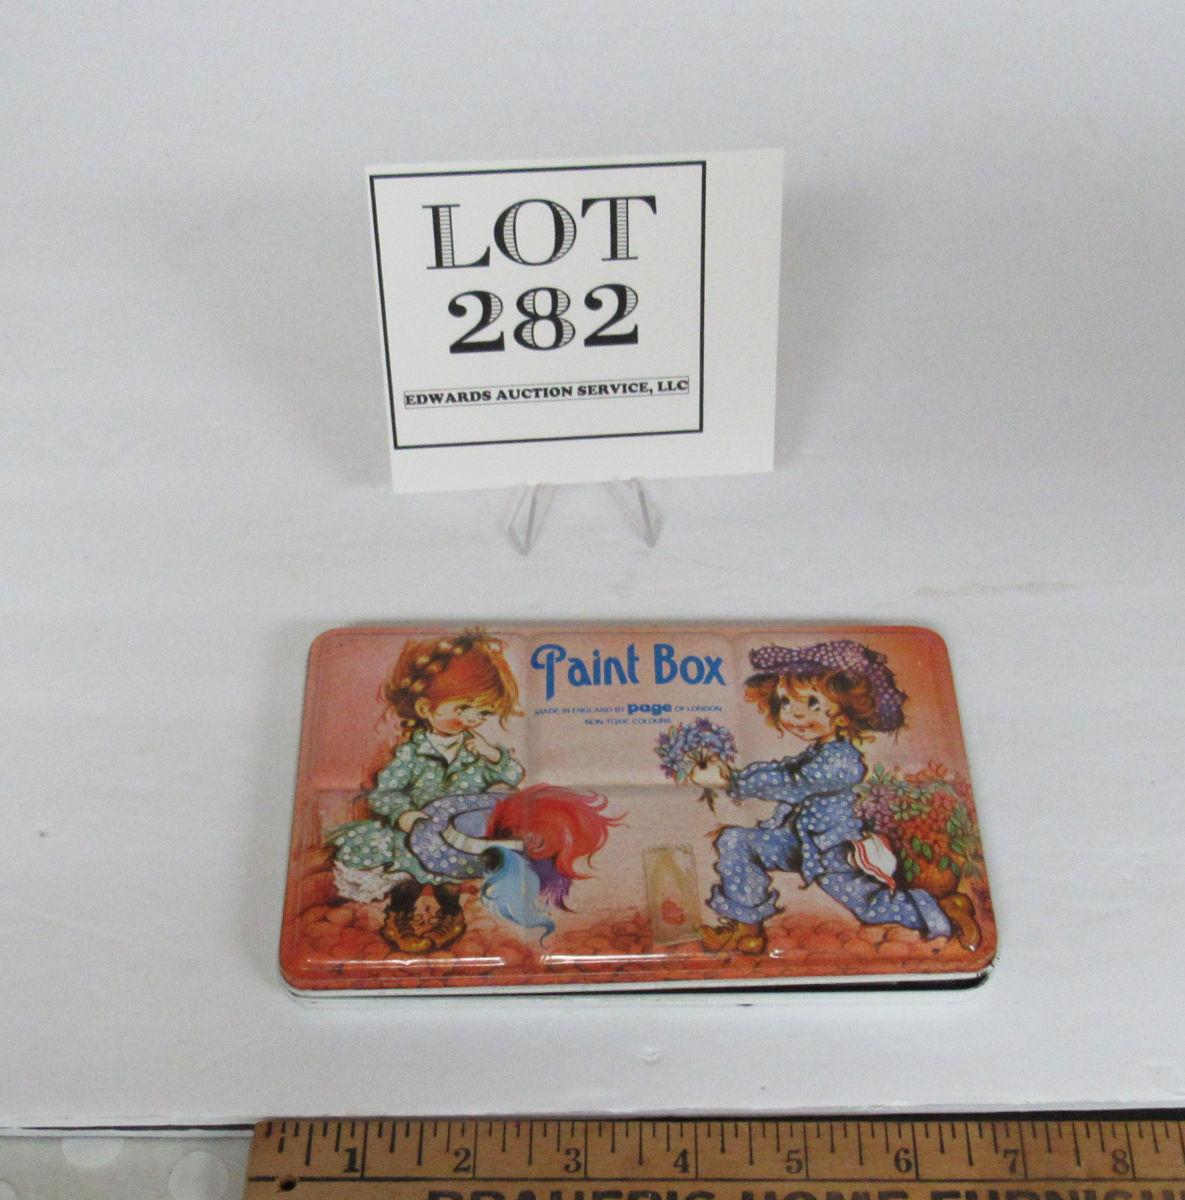 LOT
282
EDWARDS AUCTION SERVICE, LLC
Paint Box
MADE IN ENGLAND BY page OF LONDON
NON-TOXIC COLOURS
1 2 3 4 5 6 7 8
HOME